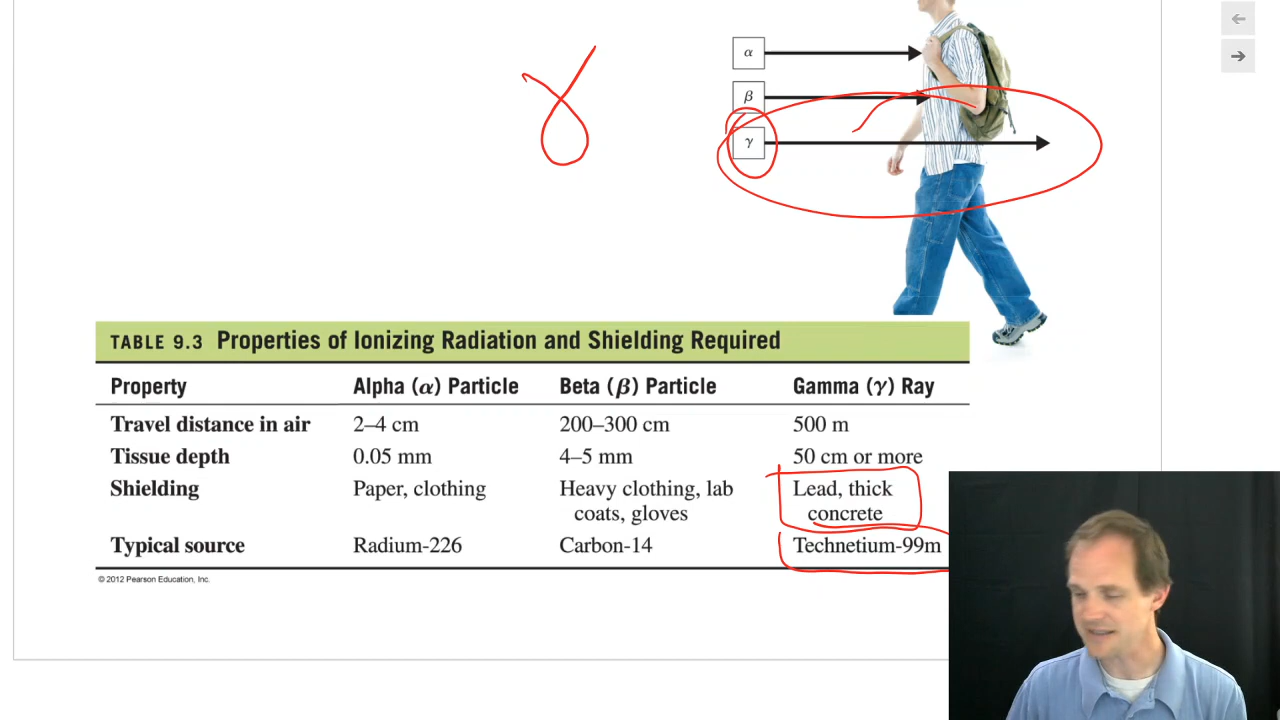 γ
α
β
γ
TABLE 9.3 Properties of Ionizing Radiation and Shielding Required
Property Alpha (α) Particle Beta (β) Particle Gamma (γ) Ray
Travel distance in air 2–4 cm 200–300 cm 500 m
Tissue depth 0.05 mm 4–5 mm 50 cm or more
Shielding Paper, clothing Heavy clothing, lab Lead, thick
coats, gloves concrete
Typical source Radium-226 Carbon-14 Technetium-99m
© 2012 Pearson Education, Inc.